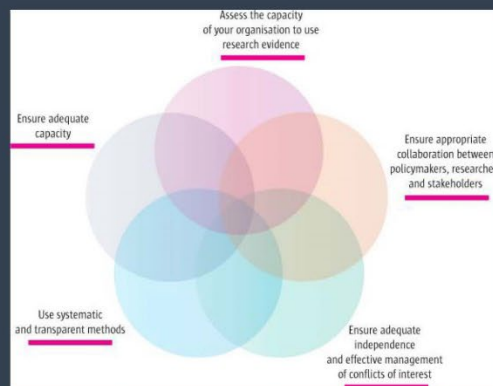 Assess the capacity
of your organisation to use
research evidence
Ensure adequate
capacity
Ensure appropriate
collaboration between
policymakers, researche
and stakeholders
Use systematic
and transparent methods
Ensure adequate
independence
and effective management
of conflicts of interest